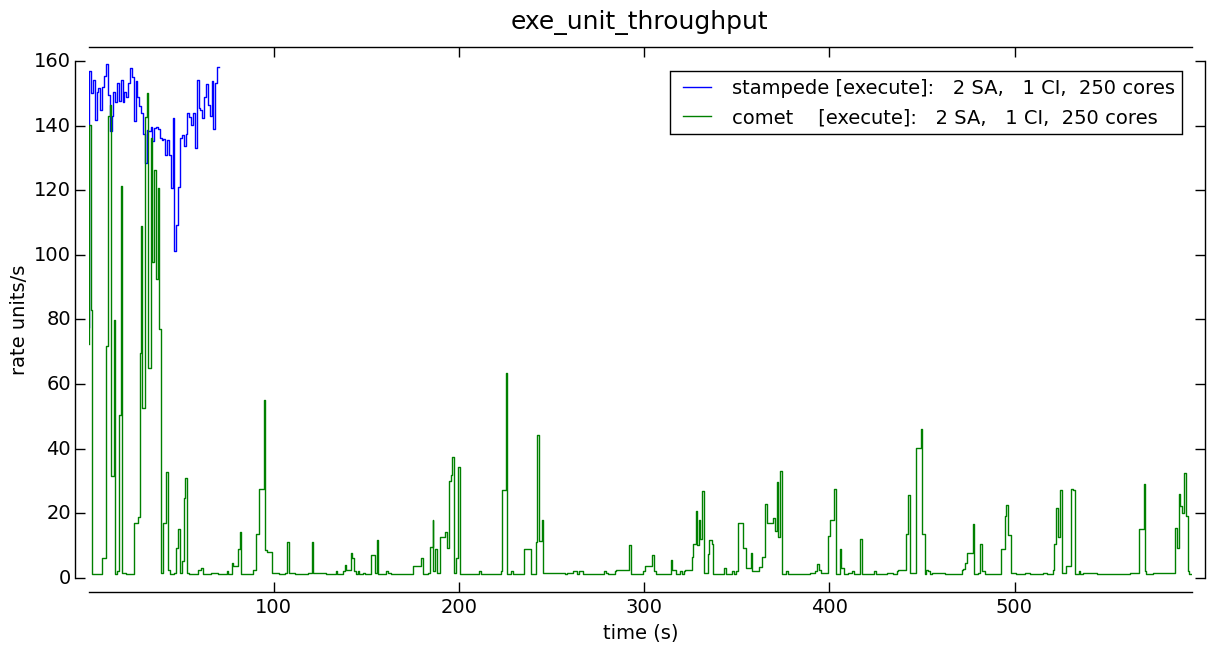 exe_unit_throughput
160
140
120
100
80
60
40
20
0
rate units/s
stampede [execute]:   2 SA,   1 CI,  250 cores
comet    [execute]:   2 SA,   1 CI,  250 cores
100
200
300
400
500
time (s)